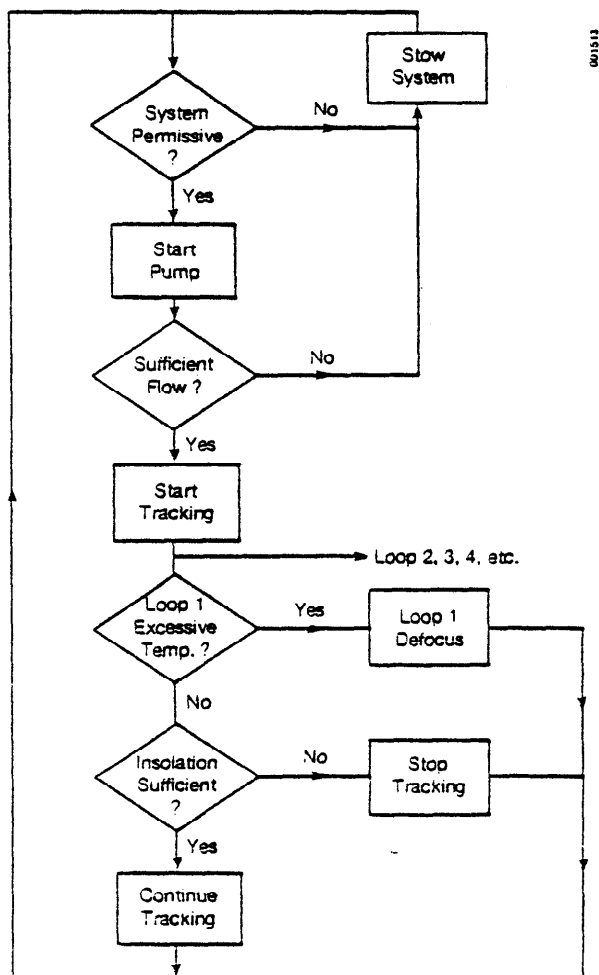 001513
Stow
System
System
Permissive
?
No
Yes
Start
Pump
Sufficient
Flow ?
No
Yes
Start
Tracking
Loop 2, 3, 4, etc.
Loop 1
Excessive
Temp. ?
Yes
Loop 1
Defocus
No
Insolation
Sufficient
?
No
Stop
Tracking
Yes
Continue
Tracking